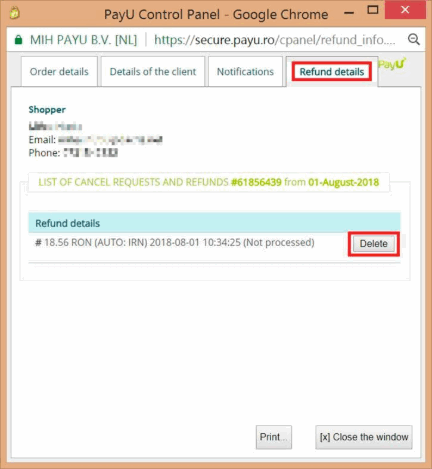 PayU Control Panel - Google Chrome
MIH PAYU B.V. [NL] | https://secure.payu.ro/cpanel/refund_info....
Order details
Details of the client
Notifications
Refund details
PayU
Shopper
Email:
Phone:
LIST OF CANCEL REQUESTS AND REFUNDS #61856439 from 01-August-2018
Refund details
# 18.56 RON (AUTO: IRN) 2018-08-01 10:34:25 (Not processed) Delete
Print... [x] Close the window